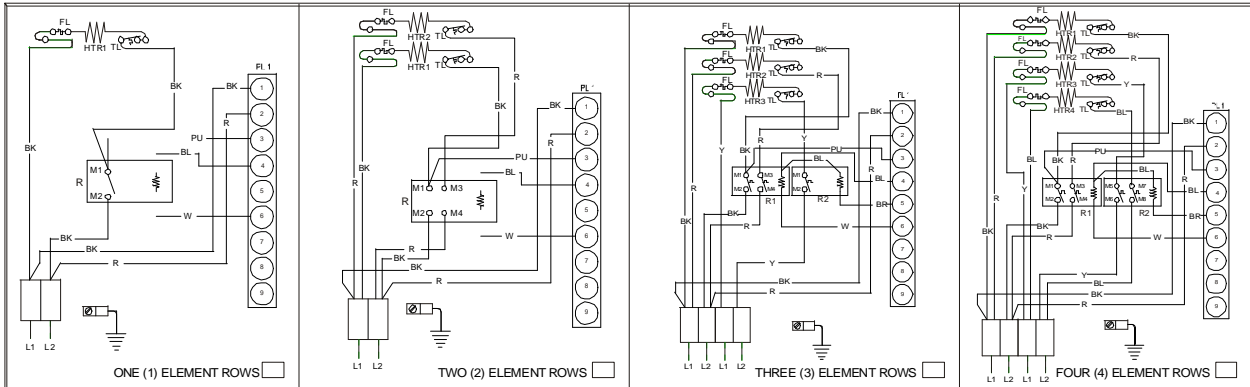 FL
HTR1
TL
BK
BK
BK
R
PU
BL
W
BK
R
M1
M2
R
1
2
3
4
5
6
7
8
9
L1 L2
ONE (1) ELEMENT ROWS
FL
HTR2
TL
FL
HTR1
TL
R
BK
R
BK
BK
R
PU
BL
W
R
M1 M3
M2 M4
R
BK
BK
R
1
2
3
4
5
6
7
8
9
L1 L2
TWO (2) ELEMENT ROWS
FL
HTR1 TL
FL
HTR2 TL
FL
HTR3 TL
BK
R
Y
BK
R
Y
BK
R
PU
BL
BL
BR
W
M1 M3
M2 M4
M1
M2
R1
R2
BK
R
Y
BK
R
1
2
3
4
5
6
7
8
9
L1 L2 L1 L2
THREE (3) ELEMENT ROWS
FL
HTR1 TL
FL
HTR2 TL
FL
HTR3 TL
FL
HTR4 TL
BK
R
Y
BL
BK
R
Y
BL
BK
R
BK
R
PU
BL
BL
BR
W
M1 M3
M2 M4
M5 M7
M6 M8
R1
R2
BK
R
Y
BL
BK
R
1
2
3
4
5
6
7
8
9
L1 L2 L1 L2
FOUR (4) ELEMENT ROWS